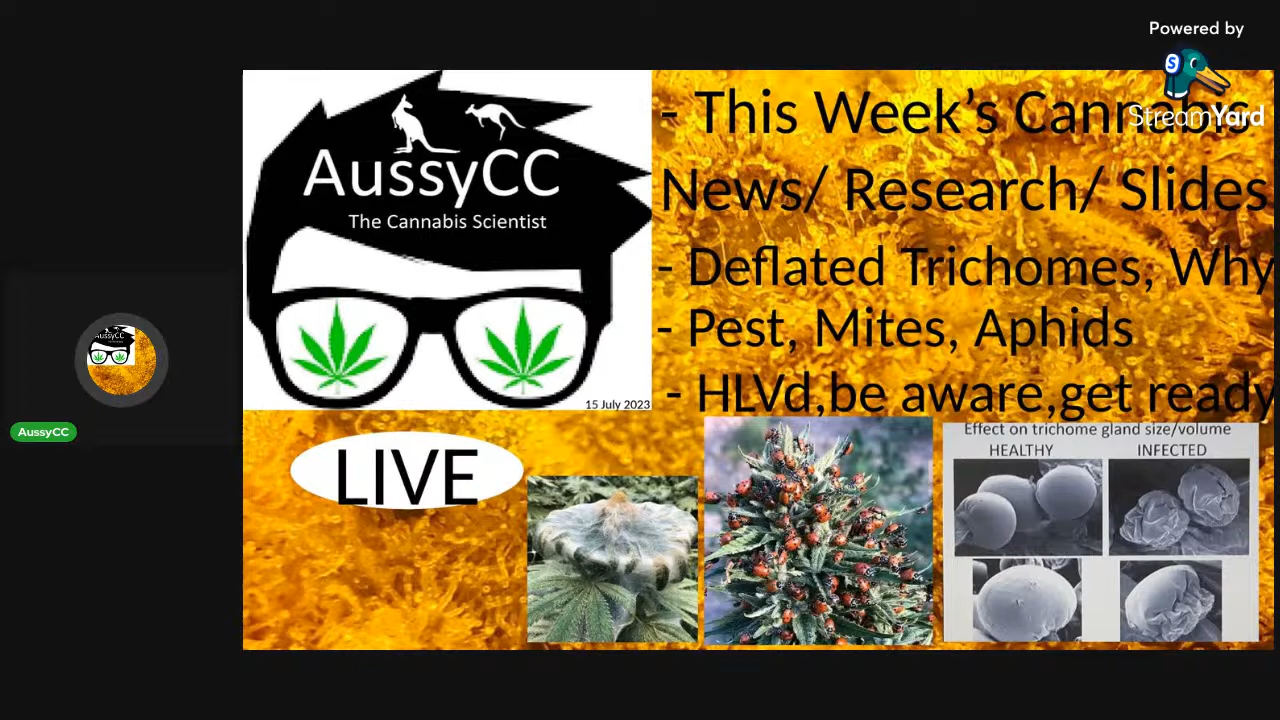 Powered by
StreamYard
AussyCC
The Cannabis Scientist
15 July 2023
- This Week's Cannabis
News/ Research/ Slides
- Deflated Trichomes, Why
- Pest, Mites, Aphids
- HLVd,be aware,get ready
LIVE
Effect on trichome gland size/volume
HEALTHY INFECTED
AussyCC
AussyCC